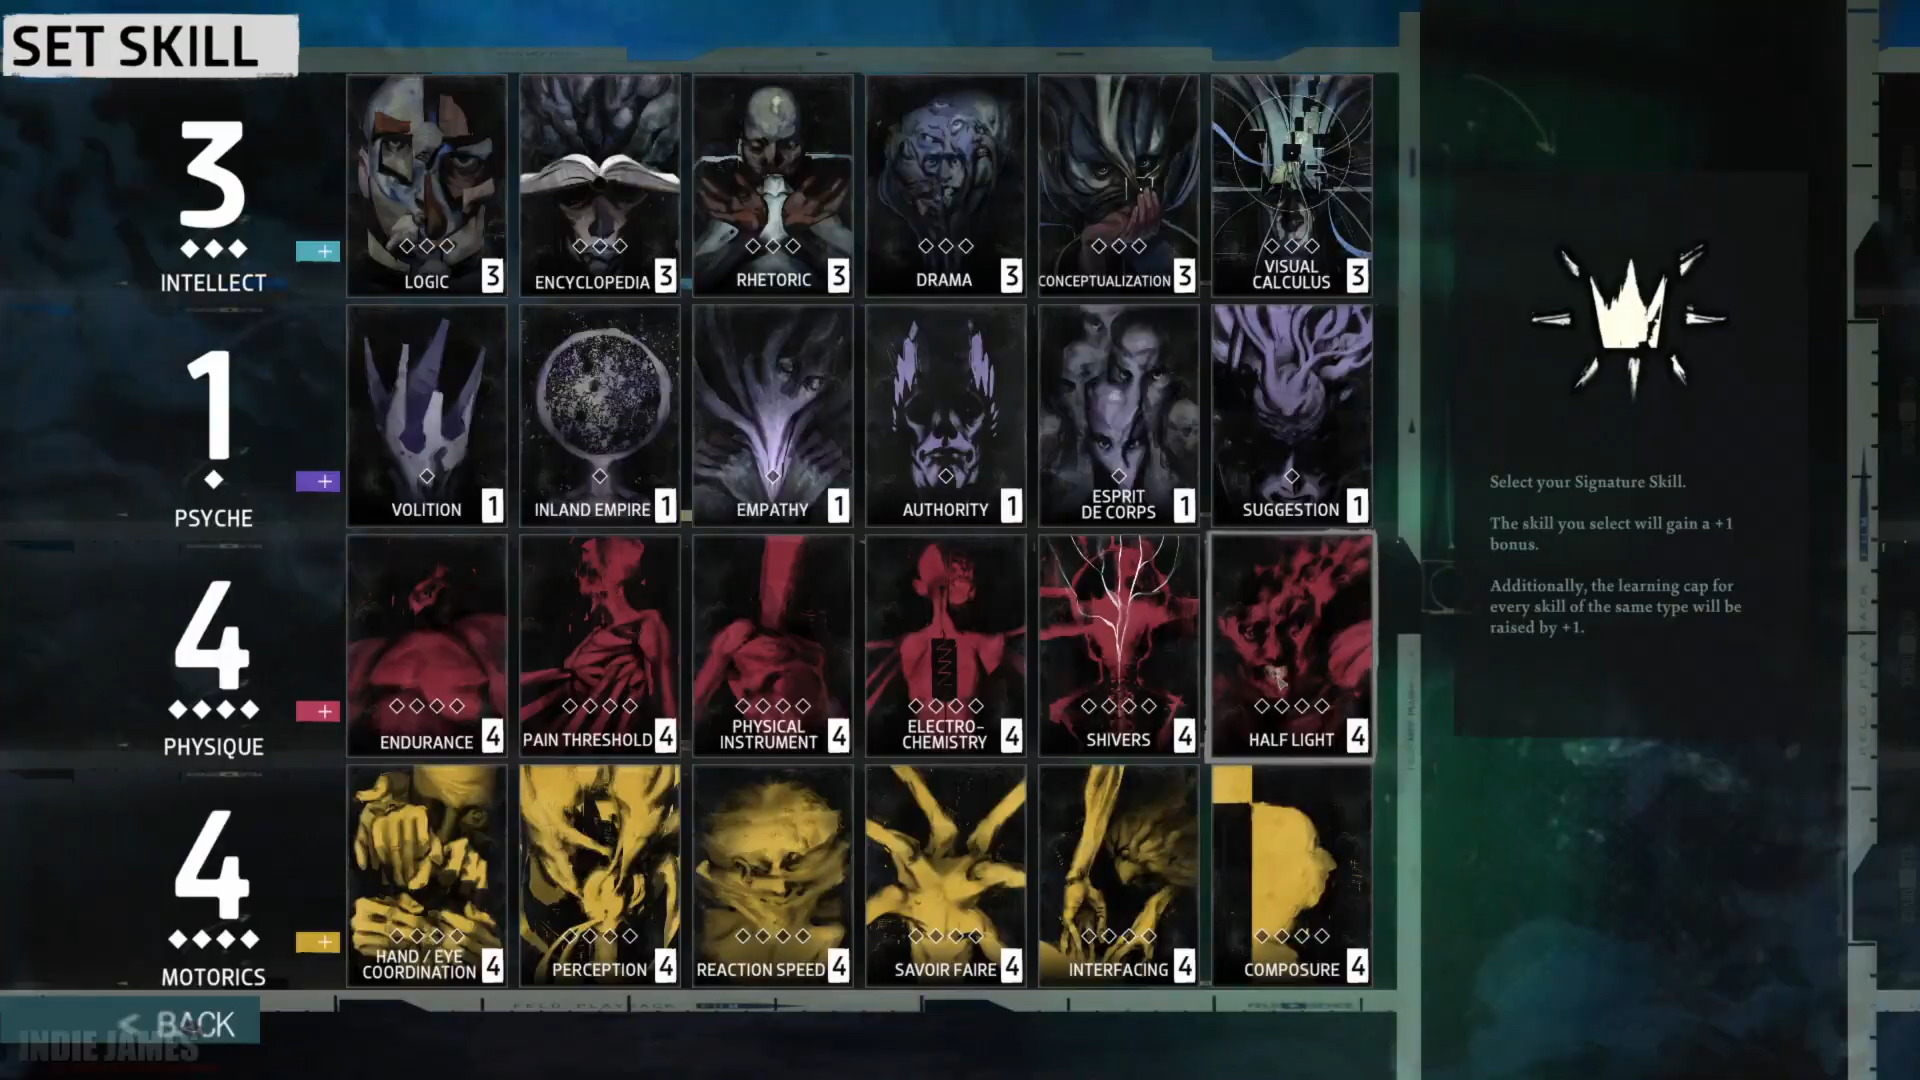 SET SKILL
3
INTELLECT
+
LOGIC
3
ENCYCLOPEDIA
3
RHETORIC
3
DRAMA
3
CONCEPTUALIZATION
3
VISUAL
CALCULUS
3
1
PSYCHE
+
VOLITION
1
INLAND EMPIRE
1
EMPATHY
1
AUTHORITY
1
ESPRIT
DE CORPS
1
SUGGESTION
1
4
PHYSIQUE
+
ENDURANCE
4
PAIN THRESHOLD
4
PHYSICAL
INSTRUMENT
4
ELECTRO-
CHEMISTRY
4
SHIVERS
4
HALF LIGHT
4
4
MOTORICS
+
HAND / EYE
COORDINATION
4
PERCEPTION
4
REACTION SPEED
4
SAVOIR FAIRE
4
INTERFACING
4
COMPOSURE
4
Select your Signature Skill.
The skill you select will gain a +1
bonus.
Additionally, the learning cap for
every skill of the same type will be
raised by +1.
< BACK
INDIE JAMES